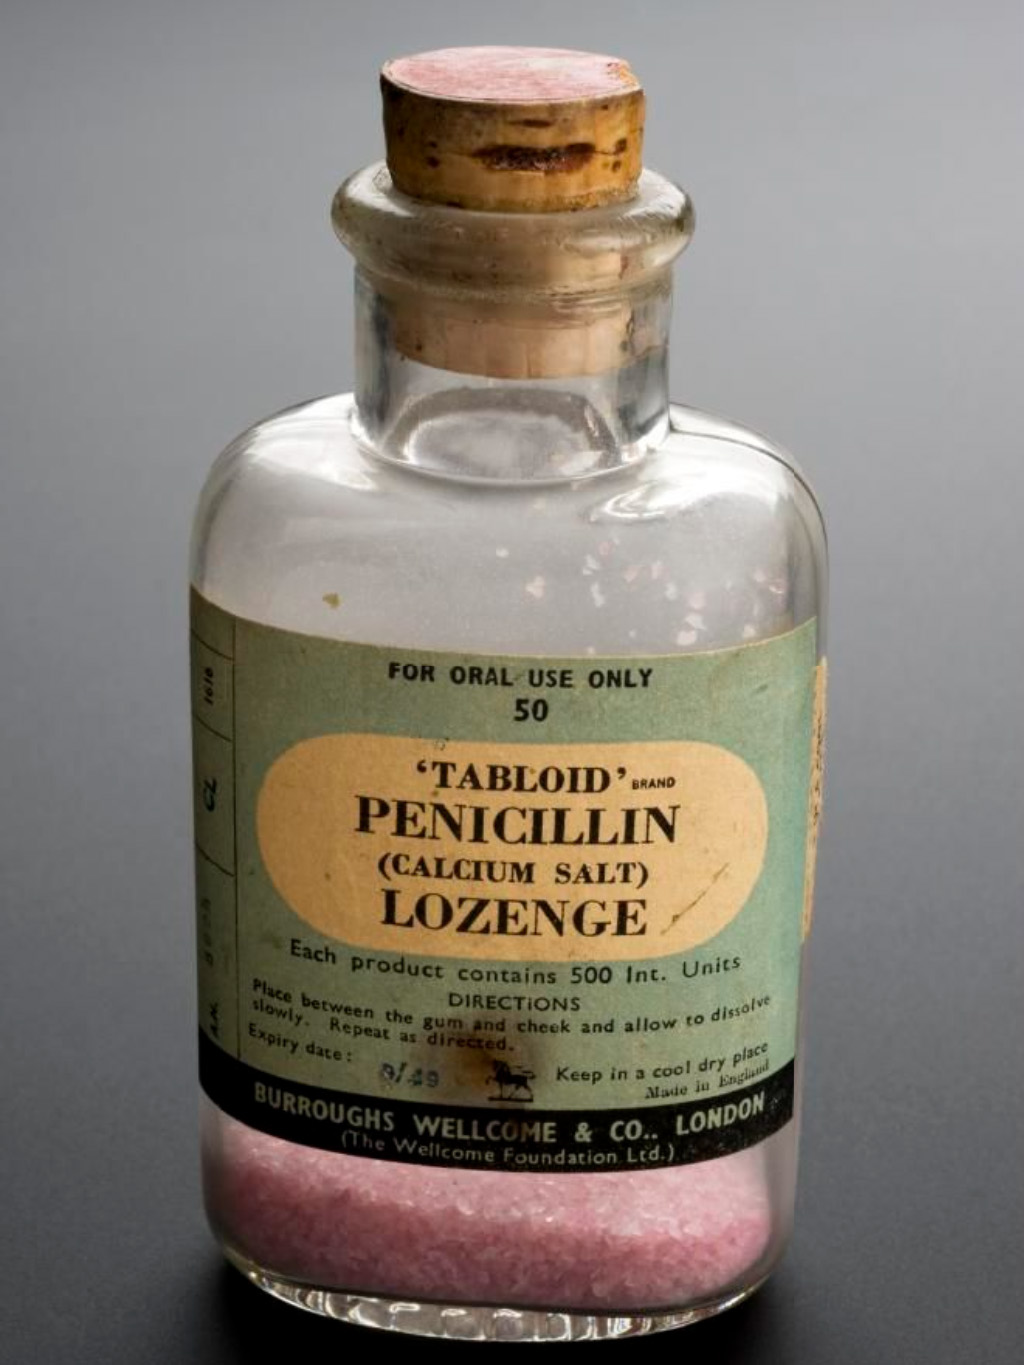 FOR ORAL USE ONLY
50
‘TABLOID’ BRAND
PENICILLIN
(CALCIUM SALT)
LOZENGE
Each product contains 500 Int. Units
DIRECTIONS
Place between the gum and cheek and allow to dissolve
slowly. Repeat as directed.
Expiry date: 9/49
Keep in a cool dry place
Made in England
BURROUGHS WELLCOME & CO., LONDON
(The Wellcome Foundation Ltd.)